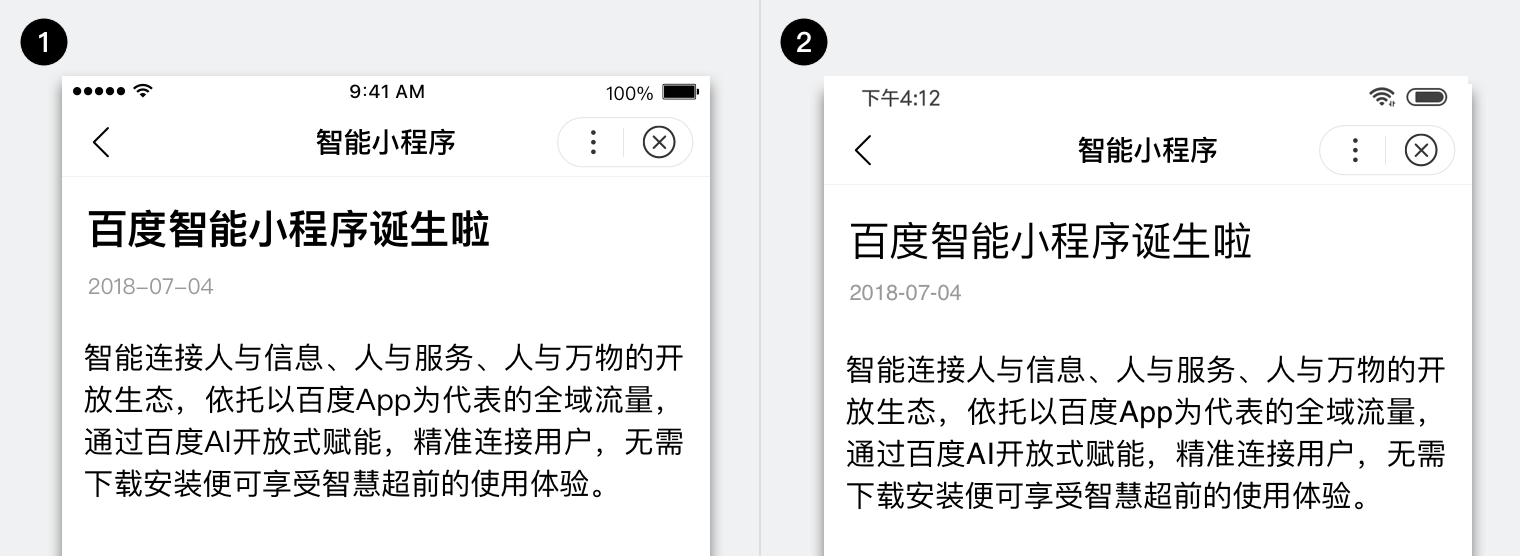 1
9:41 AM
100%
智能小程序
百度智能小程序诞生啦
2018-07-04
智能连接人与信息、人与服务、人与万物的开
放生态，依托以百度App为代表的全域流量，
通过百度AI开放式赋能，精准连接用户，无需
下载安装便可享受智慧超前的使用体验。
2
下午4:12
智能小程序
百度智能小程序诞生啦
2018-07-04
智能连接人与信息、人与服务、人与万物的开
放生态，依托以百度App为代表的全域流量，
通过百度AI开放式赋能，精准连接用户，无需
下载安装便可享受智慧超前的使用体验。